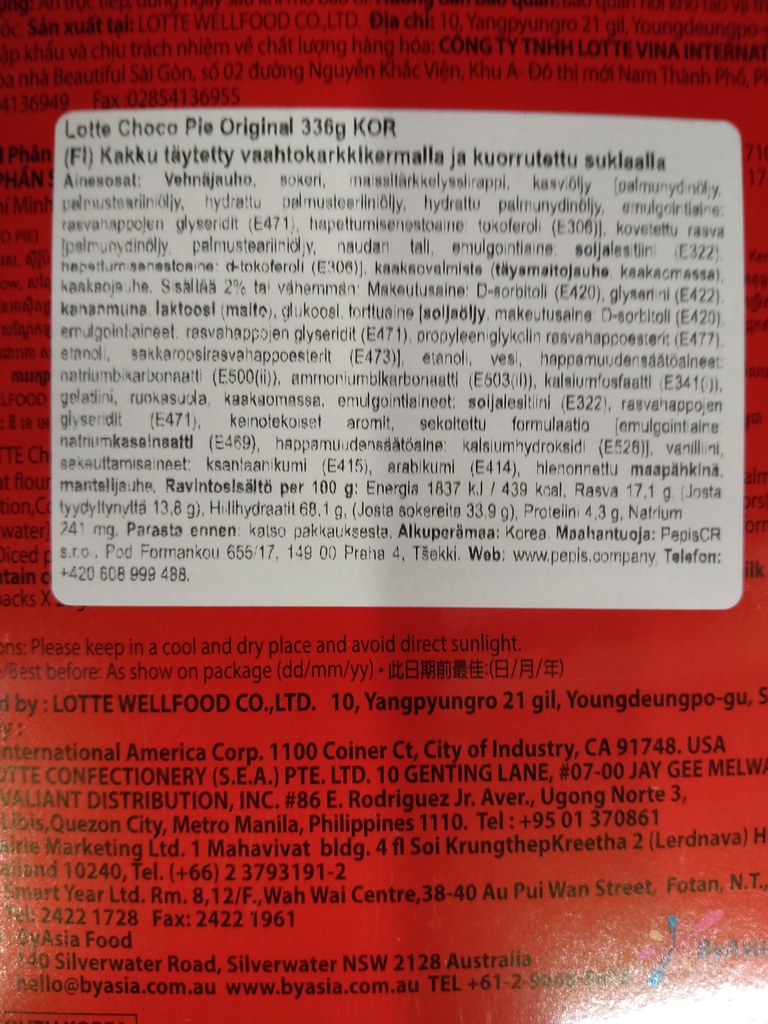 sốc. Sản xuất tại: LOTTE WELLFOOD CO.,LTD. Địa chỉ: 10, Yangpyungro 21 gil, Youngdeungpo-
hập khẩu và chịu trách nhiệm về chất lượng hàng hóa: CÔNG TY TNHH LOTTE VINA INTERNAT
nhà Beautiful Sài Gòn, số 02 đường Nguyễn Khắc Viện, Khu A- Đô thị mới Nam Thành Phố, P
4136949 Fax :02854136955
Lotte Choco Pie Original 336g KOR
(FI) Kakku täytetty vaahtokarkkikermalla ja kuorrutettu suklaalla
Ainesosat: Vehnäjauho, sokeri, maissitärkkelyssiirappi, kasviöljy [palmunydinöljy,
palmusteariiniöljy, hydrattu palmusteariiniöljy, hydrattu palmunydinöljy, emulgointiaine:
rasvahappojen glyseridit (E471), hapettumisenestoaine: tokoferoli (E306)], kovetettu rasva
[palmunydinöljy, palmusteariiniöljy, naudan tali, emulgointiaine: soijalesitiini (E322),
hapettumisenestoaine: d-tokoferoli (E306)], kaakaovalmiste (täysmaitojauhe, kaakaomassa),
kaakaojauhe. Sisältää 2% tai vähemmän: Makeutusaine: D-sorbitoli (E420), glyseriini (E422),
kananmuna, laktoosi (maito), glukoosi, torttuaine [soijaöljy, makeutusaine: D-sorbitoli (E420),
emulgointiaineet: rasvahappojen glyseridit (E471), propyleeniglykolin rasvahappoesterit (E477),
etanoli, sakkaroosirasvahappoesterit (E473)], etanoli, vesi, happamuudensäätöaineet:
natriumbikarbonaatti (E500(ii)), ammoniumbikarbonaatti (E503(ii)), kalsiumfosfaatti (E341(i)),
gelatiini, ruokasuola, kaakaomassa, emulgointiaineet: soijalesitiini (E322), rasvahappojen
glyseridit (E471), keinotekoiset aromit, sekoitettu formulaatio [emulgointiaine:
natriumkaseinaatti (E469), happamuudensäätöaine: kalsiumhydroksidi (E526)], vanilliini,
sakeuttamisaineet: ksantaanikumi (E415), arabikumi (E414), hienonnettu maapähkinä,
mantelijauhe. Ravintosisältö per 100 g: Energia 1837 kJ / 439 kcal, Rasva 17,1 g, (Josta
tyydyttynyttä 13,8 g), Hiilihydraatit 68,1 g, (Josta sokereita 33,9 g), Proteiini 4,3 g, Natrium
241 mg. Parasta ennen: katso pakkauksesta. Alkuperämaa: Korea. Maahantuoja: PepisCR
s.r.o., Pod Formankou 655/17, 149 00 Praha 4, Tšekki. Web: www.pepis.company Telefon:
+420 608 999 488.
acks X
ons: Please keep in a cool and dry place and avoid direct sunlight.
/Best before: As show on package (dd/mm/yy) • 此日期前最佳:(日/月/年)
d by : LOTTE WELLFOOD CO.,LTD. 10, Yangpyungro 21 gil, Youngdeungpo-gu, S
y :
nternational America Corp. 1100 Coiner Ct, City of Industry, CA 91748. USA
OTTE CONFECTIONERY (S.E.A.) PTE. LTD. 10 GENTING LANE, #07-00 JAY GEE MELWA
VALIANT DISTRIBUTION, INC. #86 E. Rodriguez Jr. Aver., Ugong Norte 3,
Libis,Quezon City, Metro Manila, Philippines 1110. Tel : +95 01 370861
airie Marketing Ltd. 1 Mahavivat bldg. 4 fl Soi KrungthepKreetha 2 (Lerdnava) H
ailand 10240, Tel. (+66) 2 3793191-2
Smart Year Ltd. Rm. 8,12/F.,Wah Wai Centre,38-40 Au Pui Wan Street, Fotan, N.T.,
Tel: 2422 1728 Fax: 2422 1961
ByAsia Food
140 Silverwater Road, Silverwater NSW 2128 Australia
hello@byasia.com.au www.byasia.com.au TEL +61-2-